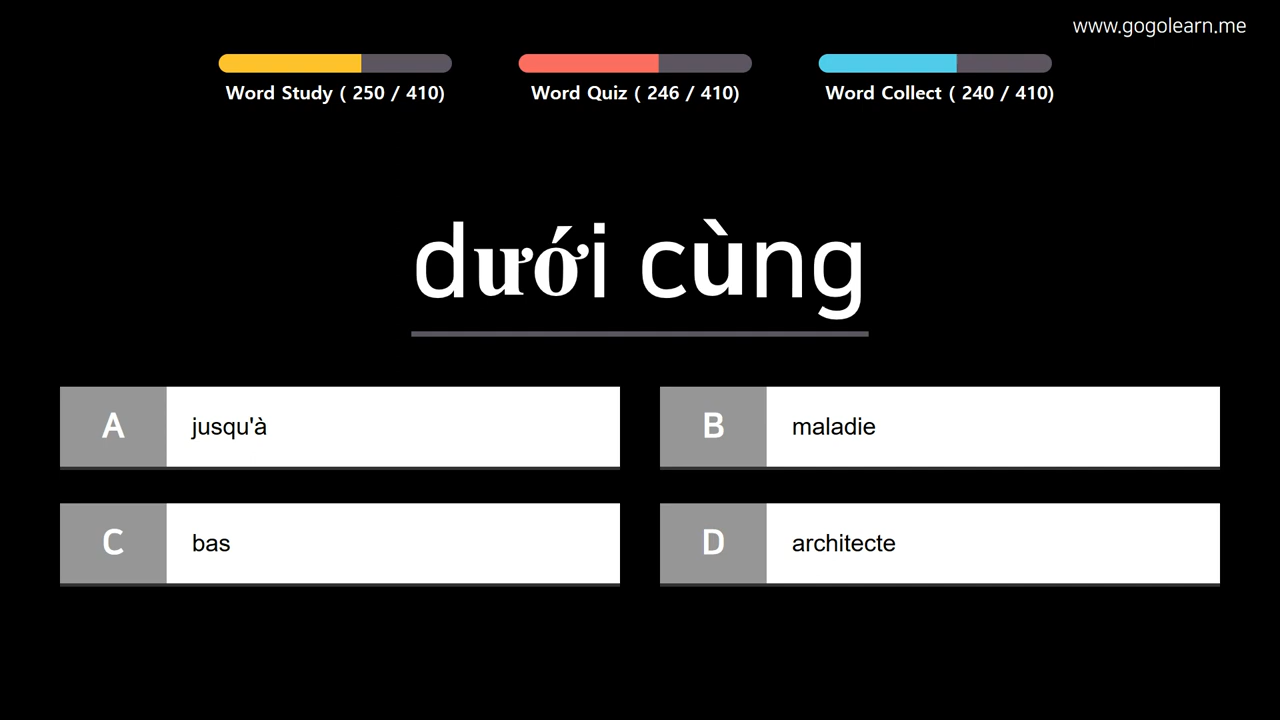 www.gogolearn.me
Word Study ( 250 / 410)
Word Quiz ( 246 / 410)
Word Collect ( 240 / 410)
dưới cùng
A jusqu'à
B maladie
C bas
D architecte